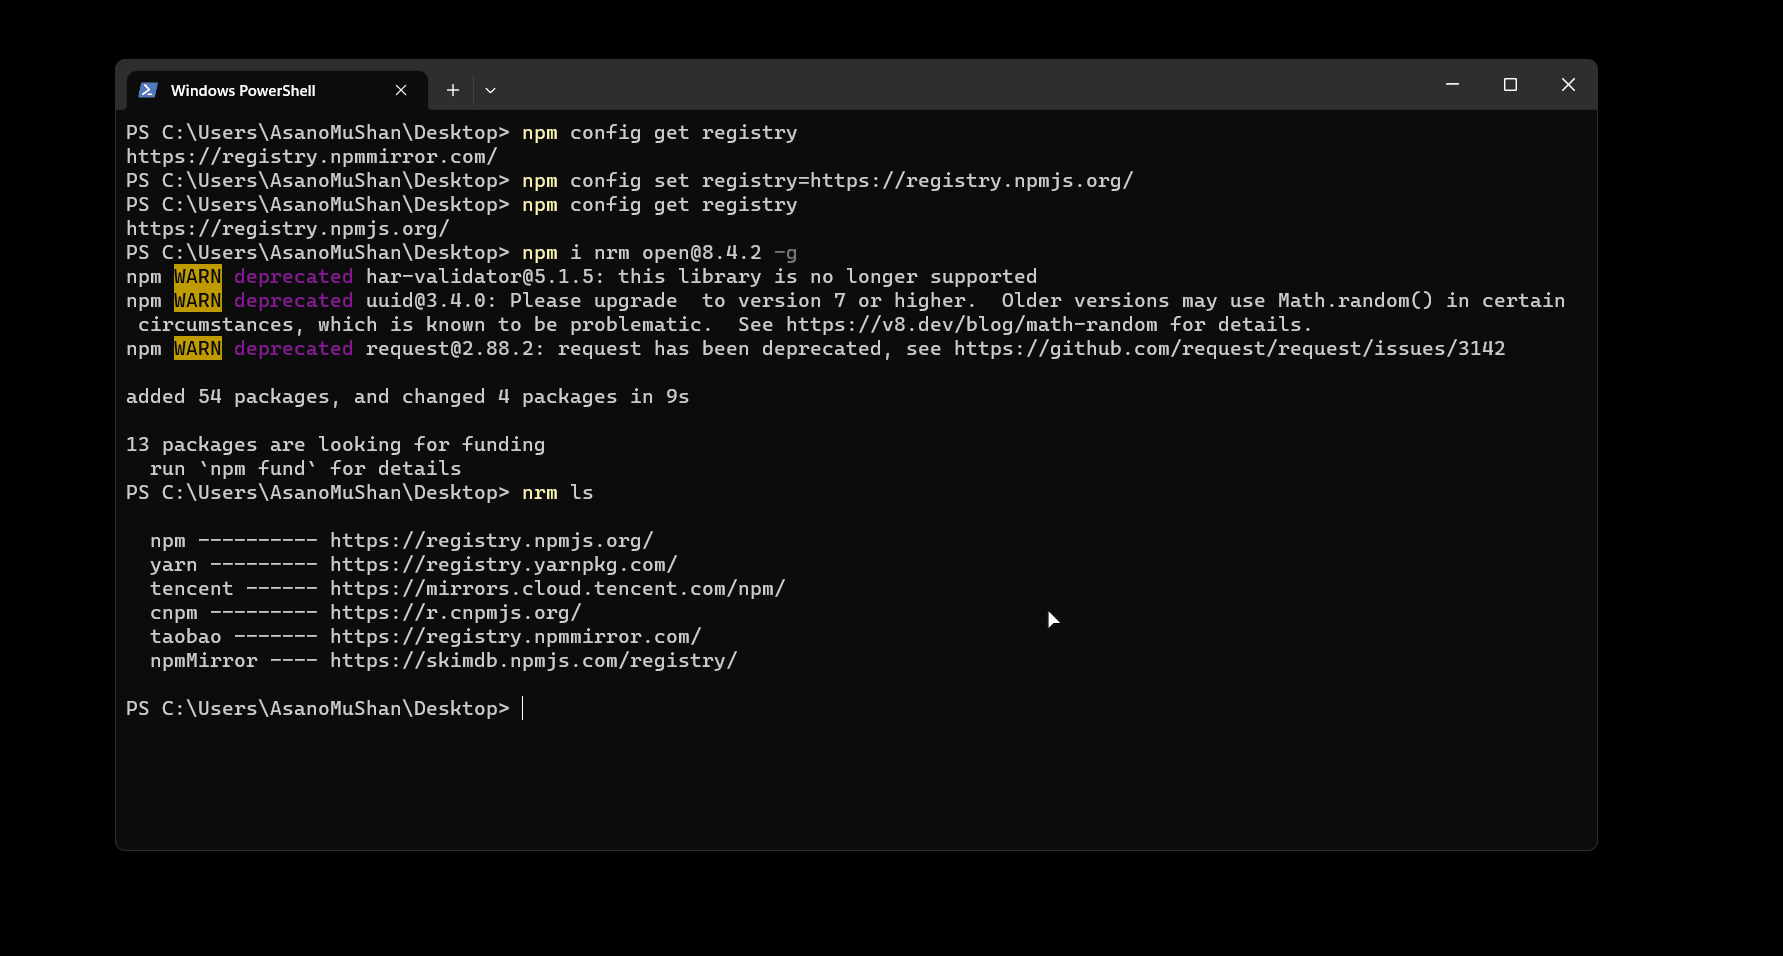 Windows PowerShell
PS C:\Users\AsanoMuShan\Desktop> npm config get registry
https://registry.npmmirror.com/
PS C:\Users\AsanoMuShan\Desktop> npm config set registry=https://registry.npmjs.org/
PS C:\Users\AsanoMuShan\Desktop> npm config get registry
https://registry.npmjs.org/
PS C:\Users\AsanoMuShan\Desktop> npm i nrm open@8.4.2 -g
npm WARN deprecated har-validator@5.1.5: this library is no longer supported
npm WARN deprecated uuid@3.4.0: Please upgrade  to version 7 or higher.  Older versions may use Math.random() in certain
 circumstances, which is known to be problematic.  See https://v8.dev/blog/math-random for details.
npm WARN deprecated request@2.88.2: request has been deprecated, see https://github.com/request/request/issues/3142
added 54 packages, and changed 4 packages in 9s
13 packages are looking for funding
  run `npm fund` for details
PS C:\Users\AsanoMuShan\Desktop> nrm ls
  npm ---------- https://registry.npmjs.org/
  yarn --------- https://registry.yarnpkg.com/
  tencent ------ https://mirrors.cloud.tencent.com/npm/
  cnpm --------- https://r.cnpmjs.org/
  taobao ------- https://registry.npmmirror.com/
  npmMirror ---- https://skimdb.npmjs.com/registry/
PS C:\Users\AsanoMuShan\Desktop>